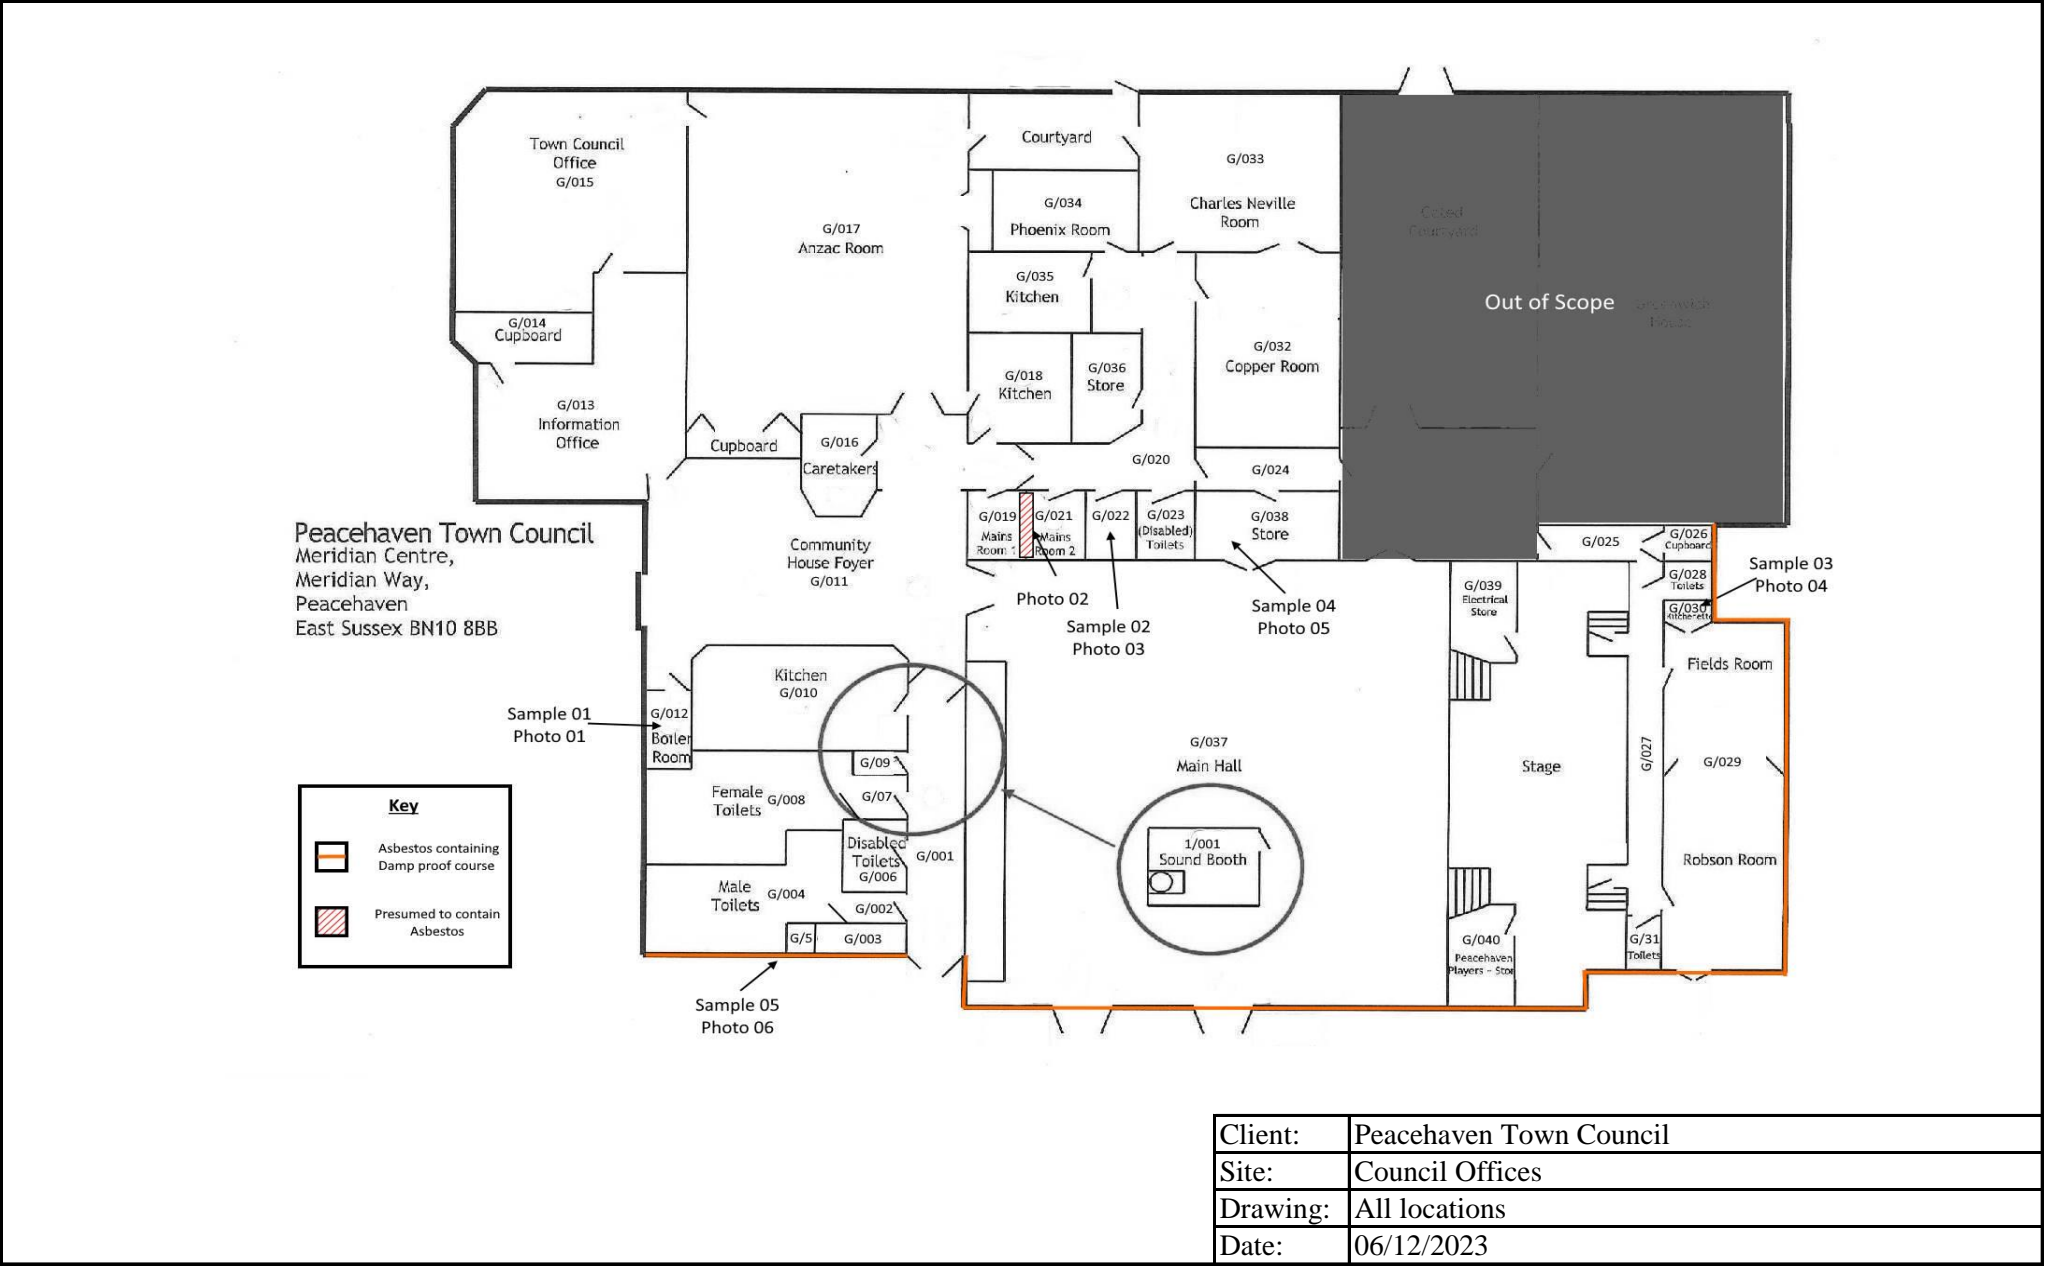 Town Council
Office
G/015
G/014
Cupboard
G/013
Information
Office
G/017
Anzac Room
Cupboard
G/016
Caretakers
Courtyard
G/034
Phoenix Room
G/035
Kitchen
G/018
Kitchen
G/036
Store
G/033
Charles Neville
Room
G/032
Copper Room
G/020
G/024
Gated
Courtyard
Out of Scope
Greenwich
House
G/019
Mains
Room 1
G/021
Mains
Room 2
G/022
G/023
(Disabled)
Toilets
G/038
Store
G/025
G/026
Cupboard
G/028
Toilets
G/030
Kitchenette
Sample 03
Photo 04
Peacehaven Town Council
Meridian Centre,
Meridian Way,
Peacehaven
East Sussex BN10 8BB
Community
House Foyer
G/011
Photo 02
Sample 02
Photo 03
Sample 04
Photo 05
G/039
Electrical
Store
Fields Room
G/029
Robson Room
G/027
Stage
G/31
Toilets
G/040
Peacehaven
Players - Stor
G/037
Main Hall
1/001
Sound Booth
Kitchen
G/010
Sample 01
Photo 01
G/012
Boiler
Room
G/09
G/07
Female
Toilets
G/008
Disabled
Toilets
G/006
G/001
Male
Toilets
G/004
G/002
G/5
G/003
Sample 05
Photo 06
Key
Asbestos containing
Damp proof course
Presumed to contain
Asbestos
Client: Peacehaven Town Council
Site: Council Offices
Drawing: All locations
Date: 06/12/2023